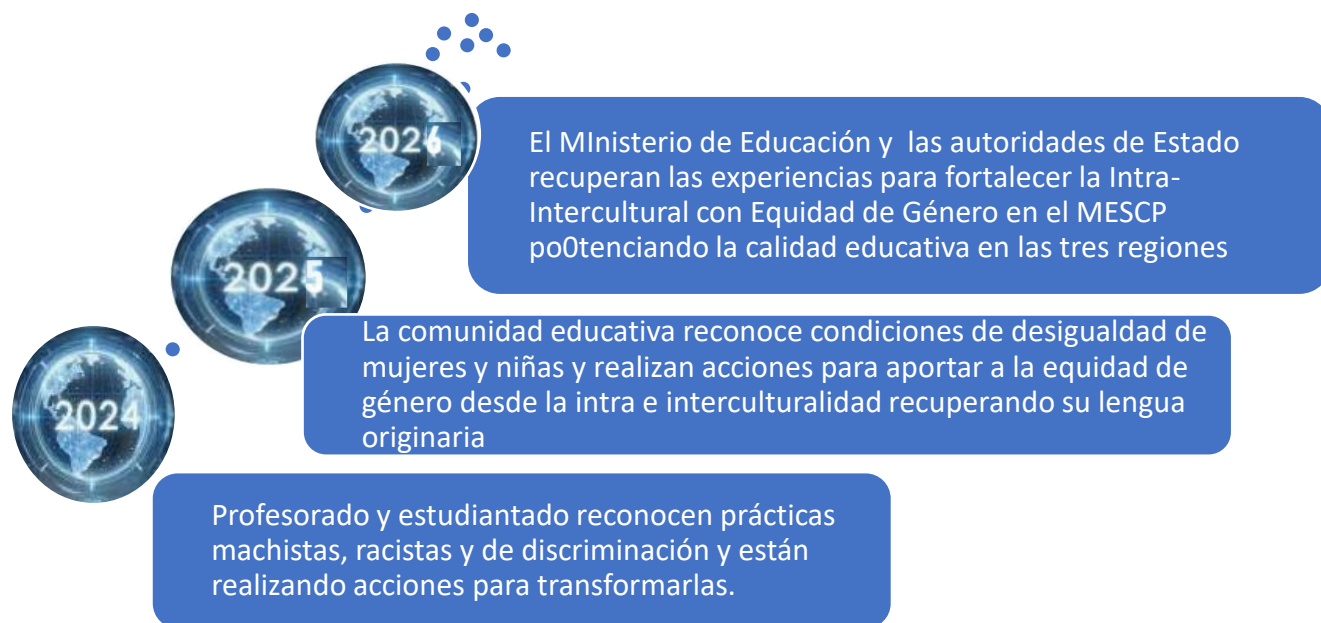 2026
El MInisterio de Educación y las autoridades de Estado
recuperan las experiencias para fortalecer la Intra-
Intercultural con Equidad de Género en el MESCP
po0tenciando la calidad educativa en las tres regiones
2025
La comunidad educativa reconoce condiciones de desigualdad de
mujeres y niñas y realizan acciones para aportar a la equidad de
género desde la intra e interculturalidad recuperando su lengua
originaria
2024
Profesorado y estudiantado reconocen prácticas
machistas, racistas y de discriminación y están
realizando acciones para transformarlas.